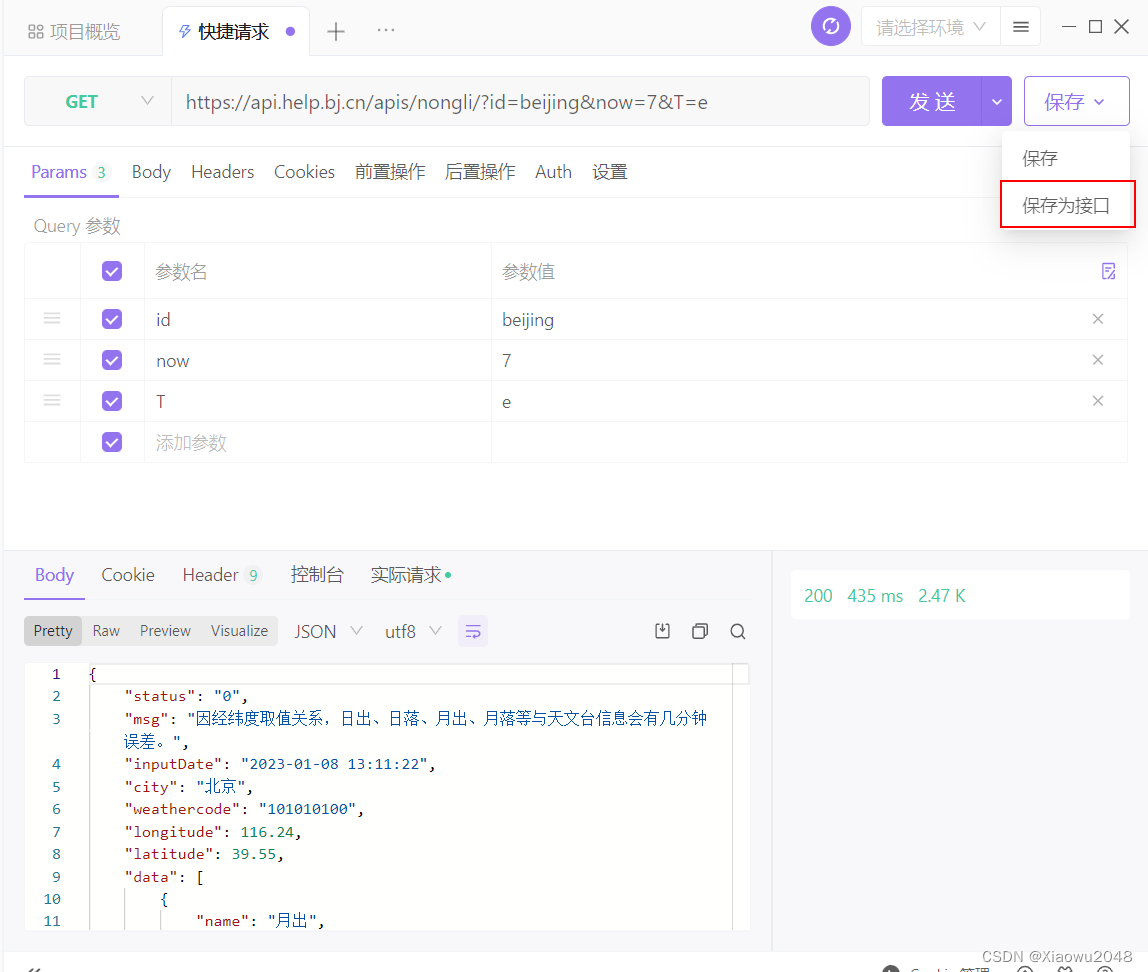 项目概览 快捷请求 请选择环境
GET https://api.help.bj.cn/apis/nongli/?id=beijing&now=7&T=e 发 送 保存
保存
保存为接口
Params 3 Body Headers Cookies 前置操作 后置操作 Auth 设置
Query 参数
参数名 参数值
id beijing
now 7
T e
添加参数
Body Cookie Header 9 控制台 实际请求
200 435 ms 2.47 K
Pretty Raw Preview Visualize JSON utf8
1 {
2 "status": "0",
3 "msg": "因经纬度取值关系，日出、日落、月出、月落等与天文台信息会有几分钟
误差。",
4 "inputDate": "2023-01-08 13:11:22",
5 "city": "北京",
6 "weathercode": "101010100",
7 "longitude": 116.24,
8 "latitude": 39.55,
9 "data": [
10 {
11 "name": "月出",
CSDN @Xiaowu2048